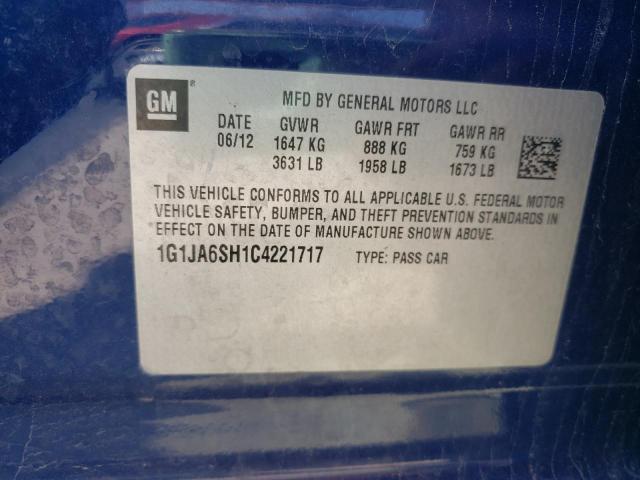 GM ®
MFD BY GENERAL MOTORS LLC
DATE GVWR GAWR FRT GAWR RR
06/12 1647 KG 888 KG 759 KG
3631 LB 1958 LB 1673 LB
THIS VEHICLE CONFORMS TO ALL APPLICABLE U.S. FEDERAL MOTOR
VEHICLE SAFETY, BUMPER, AND THEFT PREVENTION STANDARDS IN
EFFECT ON THE DATE OF MANUFACTURE SHOWN ABOVE.
1G1JA6SH1C4221717 TYPE: PASS CAR